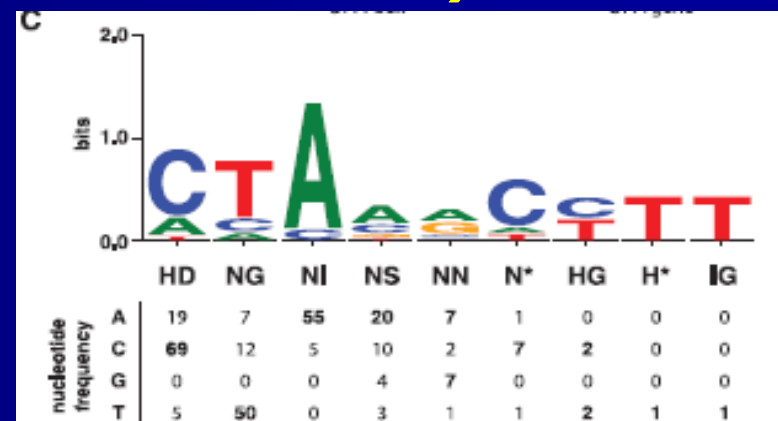 C
2,0
bits
1.0
0,0
HD NG NI NS NN N* HG H* IG
nucleotide
frequency
A 19 7 55 20 7 1 0 0 0
C 69 12 5 10 2 7 2 0 0
G 0 0 0 4 7 0 0 0 0
T 5 50 0 3 1 1 2 1 1